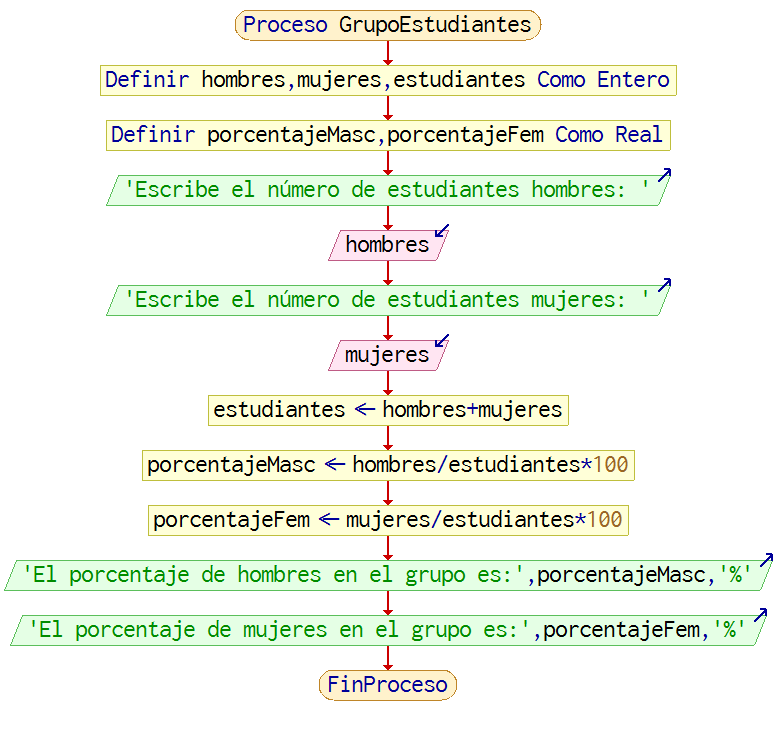 Proceso GrupoEstudiantes
Definir hombres,mujeres,estudiantes Como Entero
Definir porcentajeMasc,porcentajeFem Como Real
'Escribe el número de estudiantes hombres: '
hombres
'Escribe el número de estudiantes mujeres: '
mujeres
estudiantes ← hombres+mujeres
porcentajeMasc ← hombres/estudiantes*100
porcentajeFem ← mujeres/estudiantes*100
'El porcentaje de hombres en el grupo es:',porcentajeMasc,'%'
'El porcentaje de mujeres en el grupo es:',porcentajeFem,'%'
FinProceso